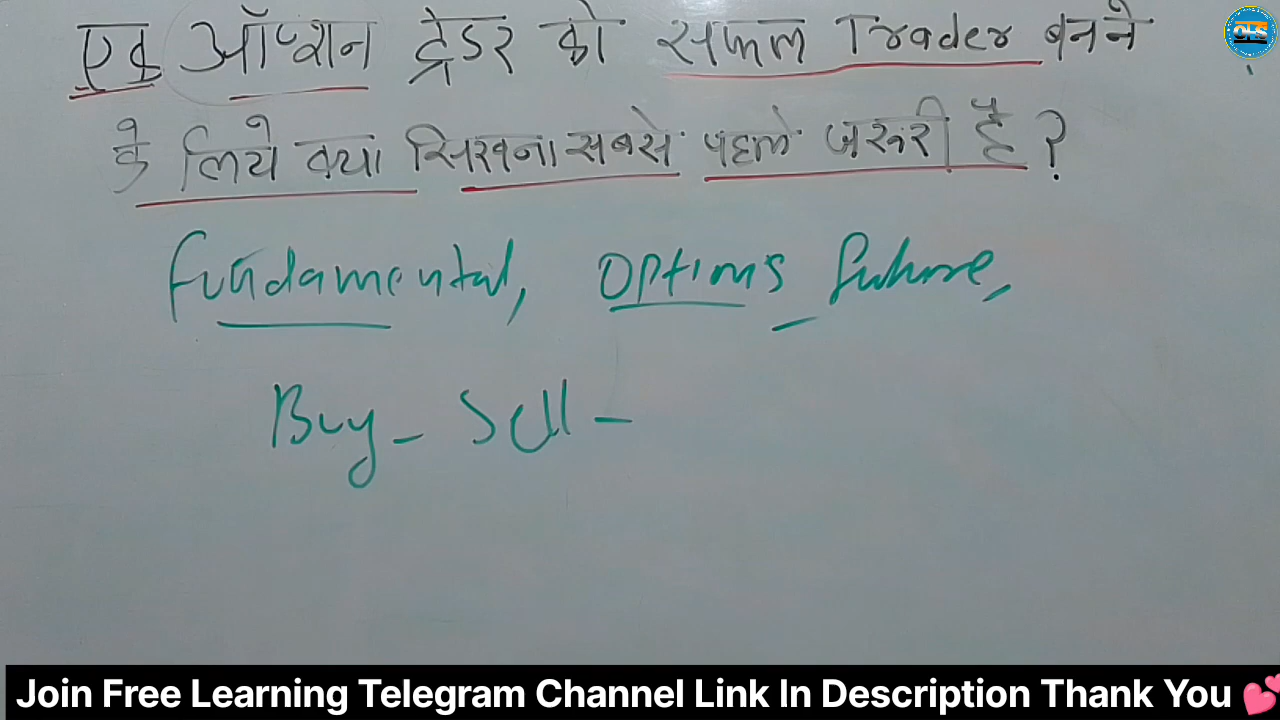 एक ऑप्शन ट्रेडर को सफल Trader बनने
के लिये क्या सिखना सबसे पहले जरुरी है ?
fundamental, Options future,
Buy - Sell -
OLS
Join Free Learning Telegram Channel Link In Description Thank You 💕